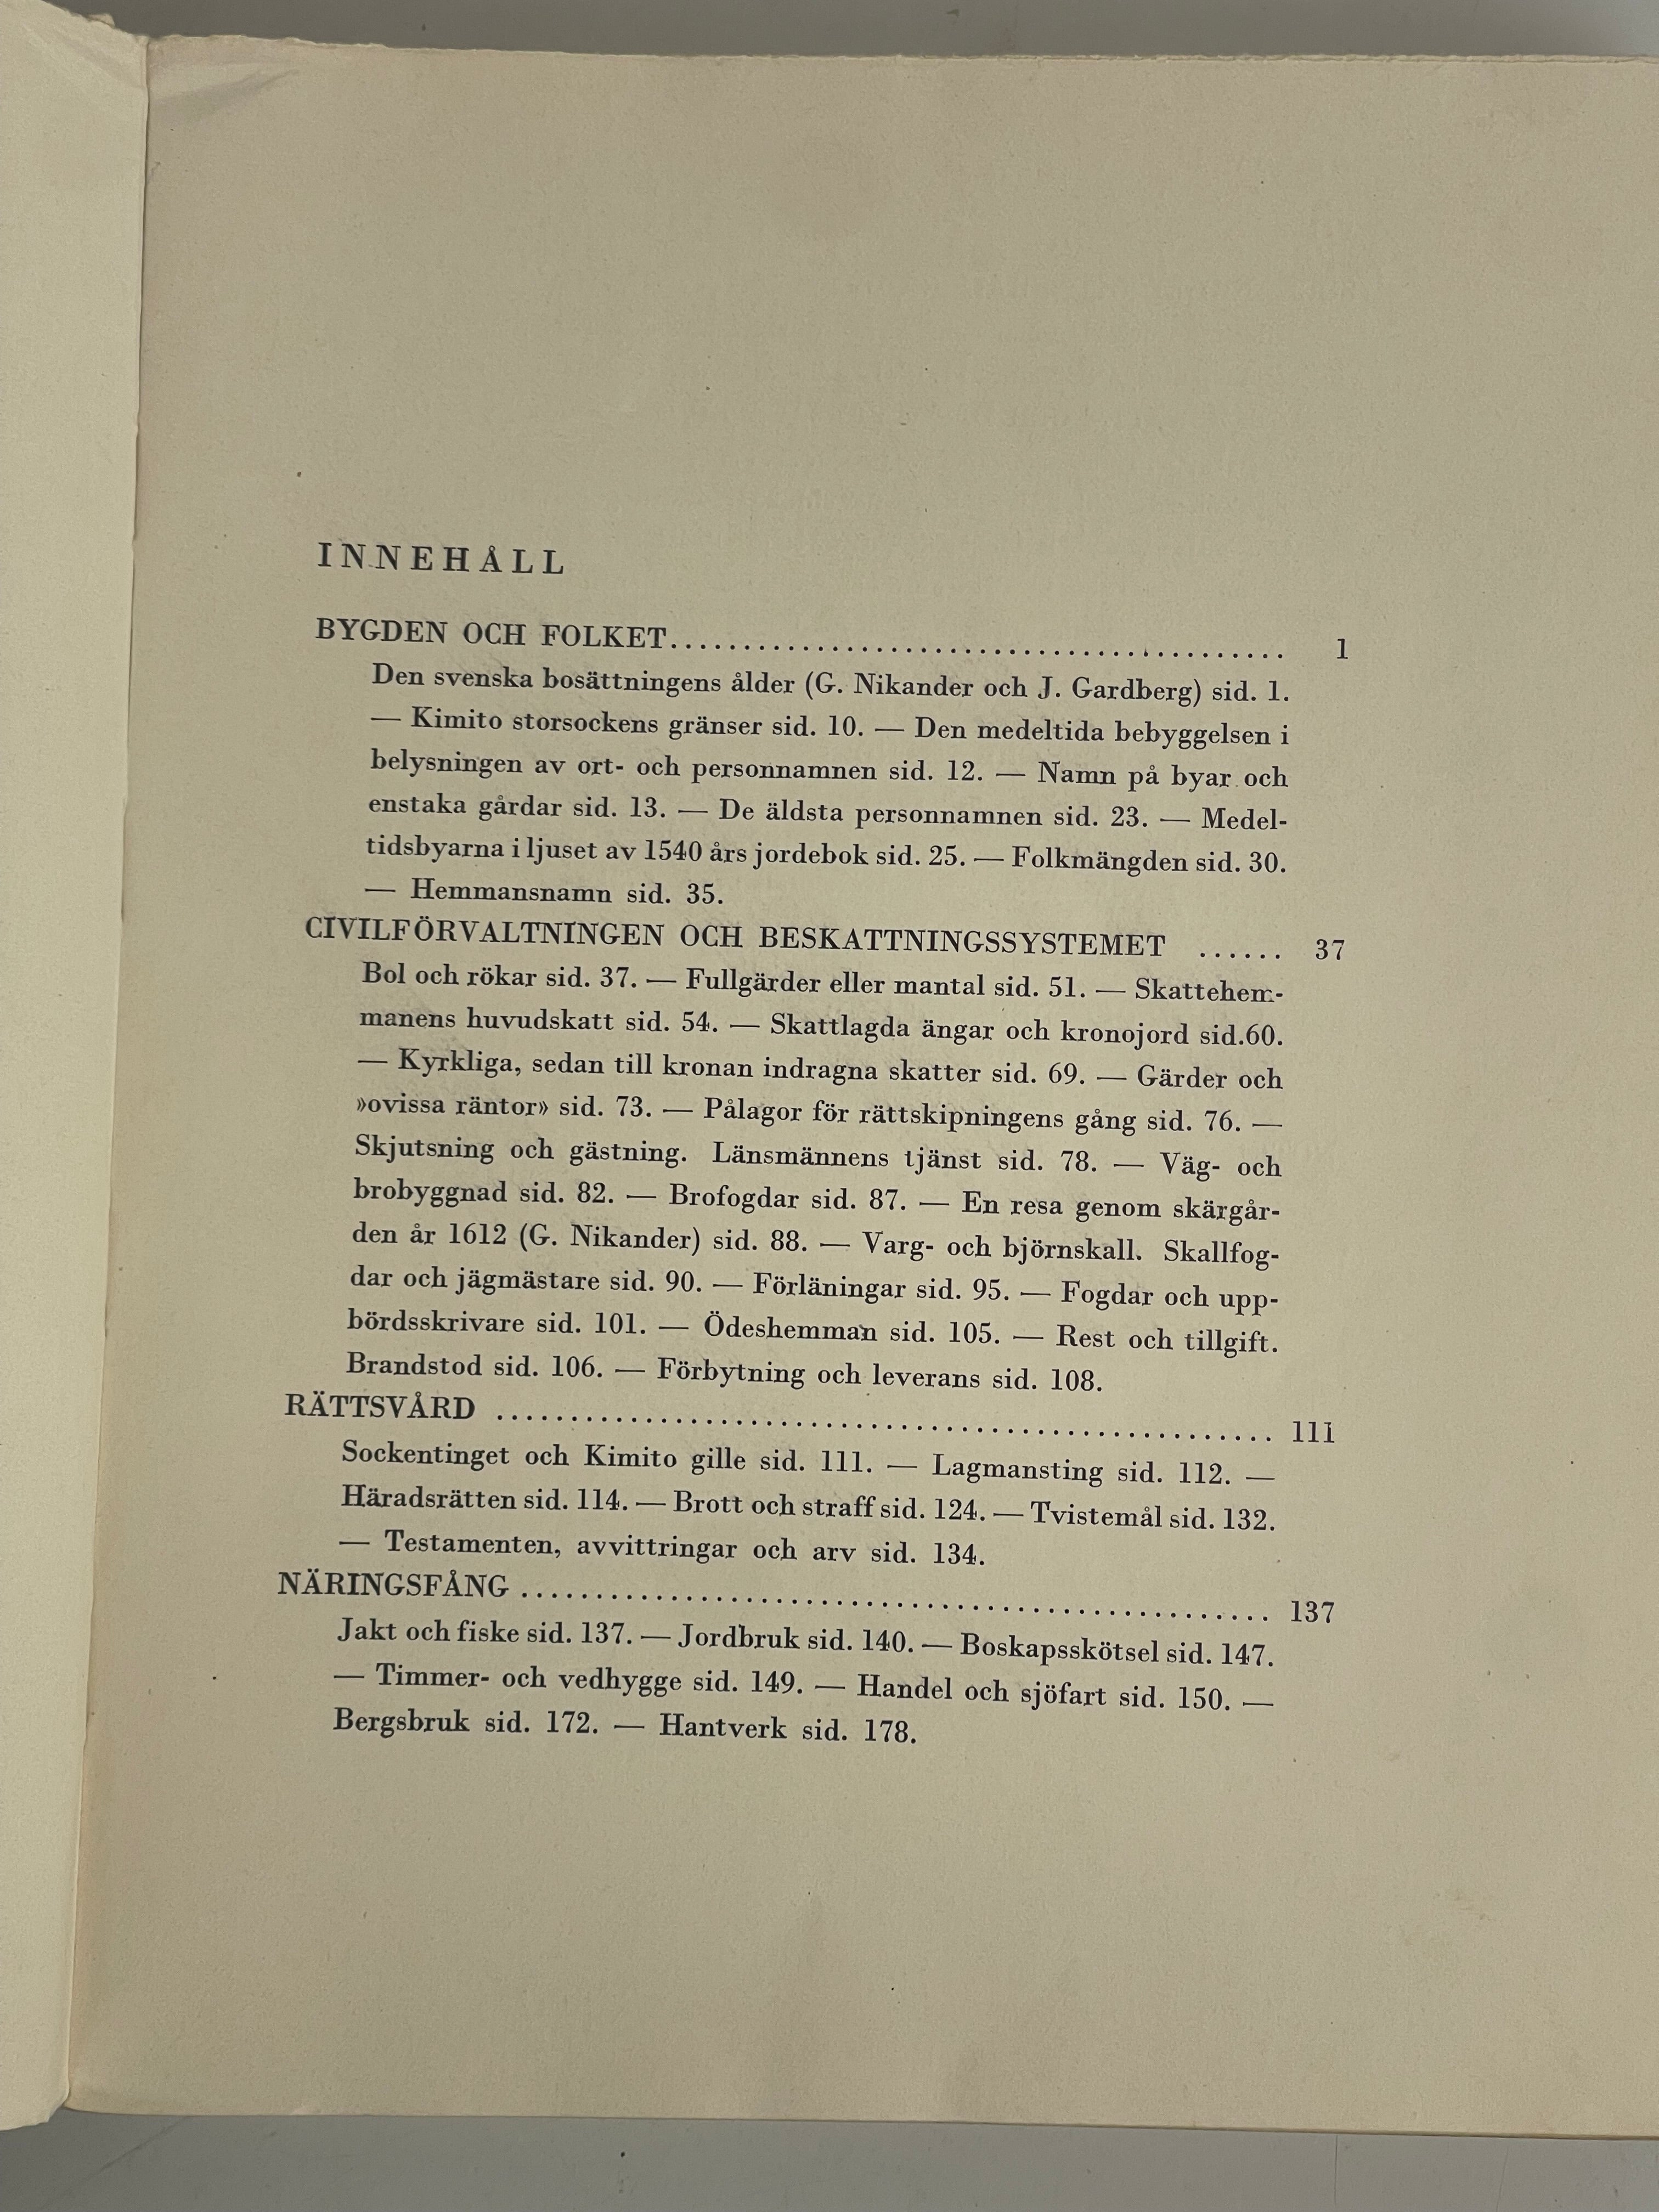 INNEHÅLL
BYGDEN OCH FOLKET.......................................... 1
Den svenska bosättningens ålder (G. Nikander och J. Gardberg) sid. 1.
— Kimito storsockens gränser sid. 10. — Den medeltida bebyggelsen i
belysningen av ort- och personnamnen sid. 12. — Namn på byar och
enstaka gårdar sid. 13. — De äldsta personnamnen sid. 23. — Medel-
tidsbyarna i ljuset av 1540 års jordebok sid. 25. — Folkmängden sid. 30.
— Hemmansnamn sid. 35.
CIVILFÖRVALTNINGEN OCH BESKATTNINGSSYSTEMET ...... 37
Bol och rökar sid. 37. — Fullgärder eller mantal sid. 51. — Skattehem-
manens huvudskatt sid. 54. — Skattlagda ängar och kronojord sid.60.
— Kyrkliga, sedan till kronan indragna skatter sid. 69. — Gärder och
»ovissa räntor» sid. 73. — Pålagor för rättskipningens gång sid. 76. —
Skjutsning och gästning. Länsmännens tjänst sid. 78. — Väg- och
brobyggnad sid. 82. — Brofogdar sid. 87. — En resa genom skärgår-
den år 1612 (G. Nikander) sid. 88. — Varg- och björnskall. Skallfog-
dar och jägmästare sid. 90. — Förläningar sid. 95. — Fogdar och upp-
bördsskrivare sid. 101. — Ödeshemman sid. 105. — Rest och tillgift.
Brandstod sid. 106. — Förbytning och leverans sid. 108.
RÄTTSVÅRD ..................................................... 111
Sockentinget och Kimito gille sid. 111. — Lagmansting sid. 112. —
Häradsrätten sid. 114. — Brott och straff sid. 124. — Tvistemål sid. 132.
— Testamenten, avvittringar och arv sid. 134.
NÄRINGSFÅNG ................................................... 137
Jakt och fiske sid. 137. — Jordbruk sid. 140. — Boskapsskötsel sid. 147.
— Timmer- och vedhygge sid. 149. — Handel och sjöfart sid. 150. —
Bergsbruk sid. 172. — Hantverk sid. 178.